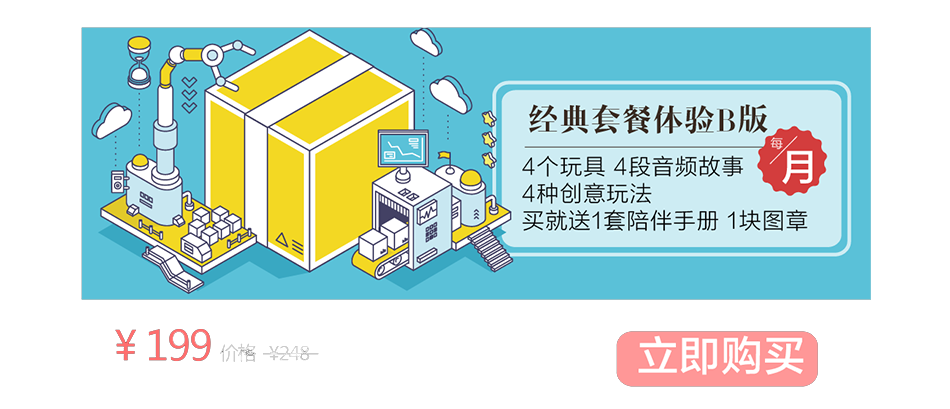 经典套餐体验B版
每/月
4个玩具 4段音频故事
4种创意玩法
买就送1套陪伴手册 1块图章
¥199 价格 ¥248
立即购买